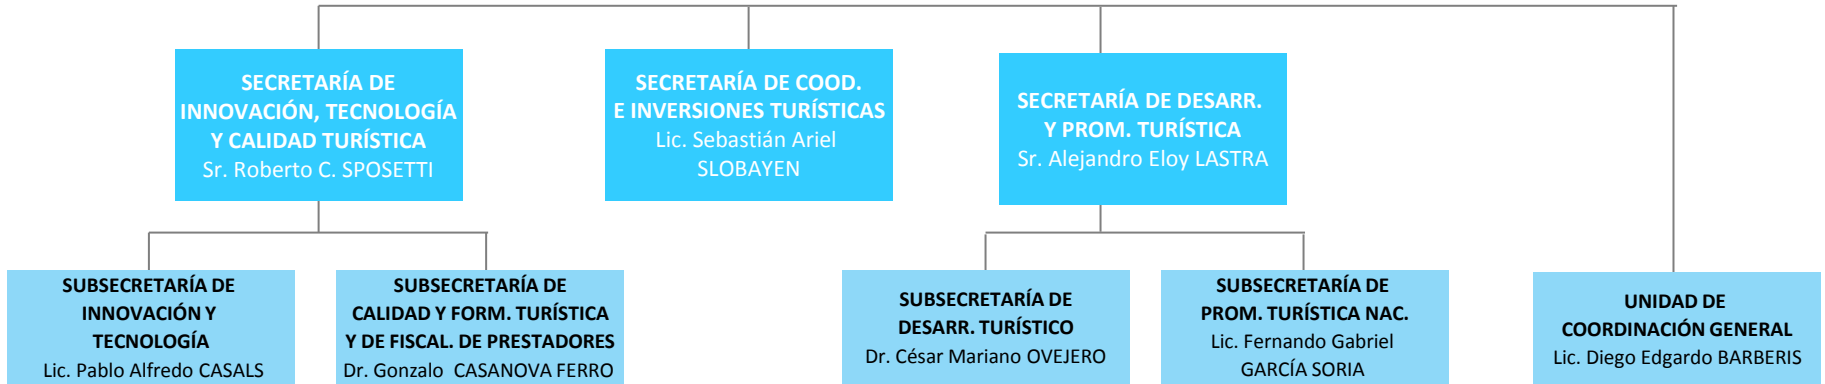 SECRETARÍA DE
INNOVACIÓN, TECNOLOGÍA
Y CALIDAD TURÍSTICA
Sr. Roberto C. SPOSETTI
SECRETARÍA DE COOD.
E INVERSIONES TURÍSTICAS
Lic. Sebastián Ariel
SLOBAYEN
SECRETARÍA DE DESARR.
Y PROM. TURÍSTICA
Sr. Alejandro Eloy LASTRA
SUBSECRETARÍA DE
INNOVACIÓN Y
TECNOLOGÍA
Lic. Pablo Alfredo CASALS
SUBSECRETARÍA DE
CALIDAD Y FORM. TURÍSTICA
Y DE FISCAL. DE PRESTADORES
Dr. Gonzalo CASANOVA FERRO
SUBSECRETARÍA DE
DESARR. TURÍSTICO
Dr. César Mariano OVEJERO
SUBSECRETARÍA DE
PROM. TURÍSTICA NAC.
Lic. Fernando Gabriel
GARCÍA SORIA
UNIDAD DE
COORDINACIÓN GENERAL
Lic. Diego Edgardo BARBERIS